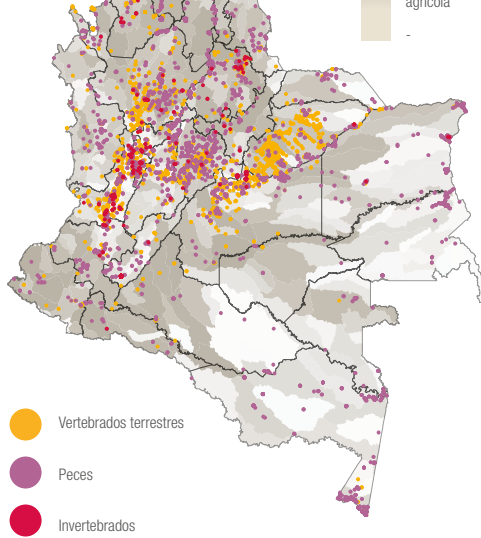 agrícola
-
Vertebrados terrestres
Peces
Invertebrados